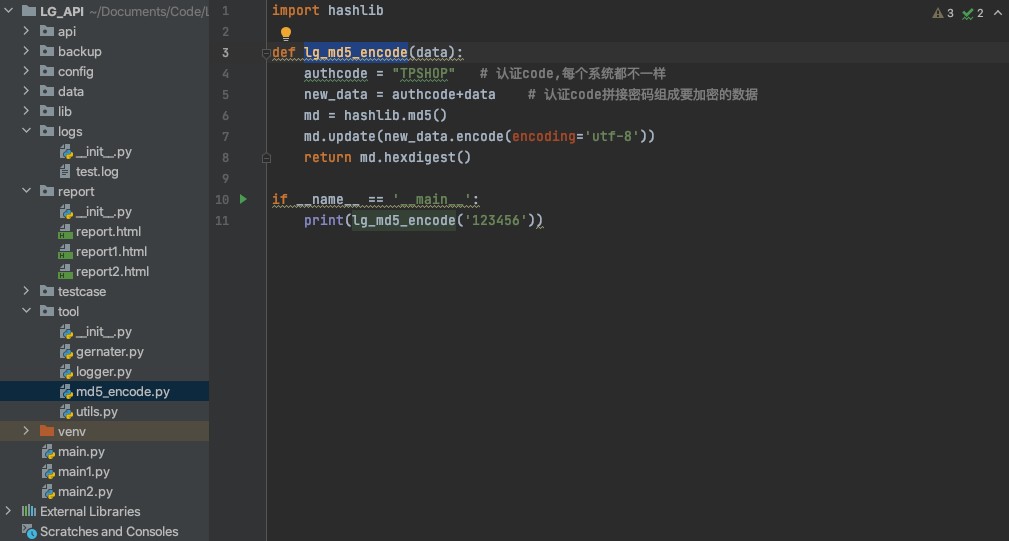 LG_API ~/Documents/Code/L
api
backup
config
data
lib
logs
__init__.py
test.log
report
__init__.py
report.html
report1.html
report2.html
testcase
tool
__init__.py
gernater.py
logger.py
md5_encode.py
utils.py
venv
main.py
main1.py
main2.py
External Libraries
Scratches and Consoles
3 2
1 import hashlib
2
3 def lg_md5_encode(data):
4 authcode = "TPSHOP" # 认证code,每个系统都不一样
5 new_data = authcode+data # 认证code拼接密码组成要加密的数据
6 md = hashlib.md5()
7 md.update(new_data.encode(encoding='utf-8'))
8 return md.hexdigest()
9
10 if __name__ == '__main__':
11 print(lg_md5_encode('123456'))